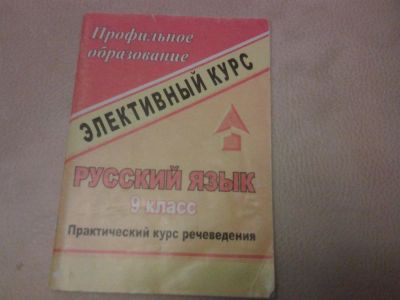 Профильное
образование
ЭЛЕКТИВНЫЙ КУРС
РУССКИЙ ЯЗЫК
9 класс
Практический курс речеведения